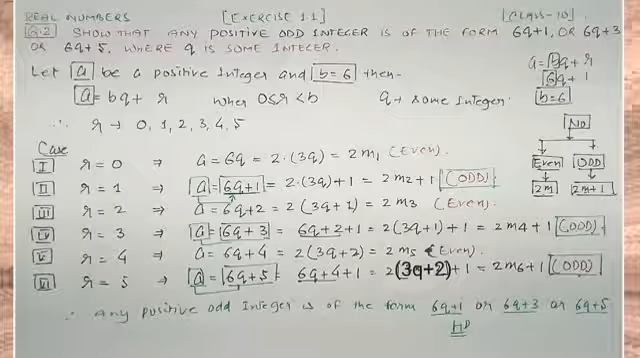 REAL NUMBERS [EXERCISE 1.1] [CLASS-10]
Q.2 SHOW THAT ANY POSITIVE ODD INTEGER IS OF THE FORM 6q+1, OR 6q+3
OR 6q+5, WHERE q IS SOME INTEGER.
Let a be a positive Integer and b=6 then-
a = bq + r when 0≤r<b q→ some Integer.
∴ r → 0, 1, 2, 3, 4, 5
a = bq + r
6q + 1
b=6
NO
Even ODD
2m 2m+1
Case
I r = 0 ⇒ a = 6q = 2·(3q) = 2m1 (Even).
II r = 1 ⇒ a = 6q+1 = 2·(3q)+1 = 2m2+1 (ODD)
III r = 2 ⇒ a = 6q+2 = 2(3q+1) = 2m3 (Even).
IV r = 3 ⇒ a = 6q+3 = 6q+2+1 = 2(3q+1)+1 = 2m4+1 (ODD)
V r = 4 ⇒ a = 6q+4 = 2(3q+2) = 2m5 (Even).
VI r = 5 ⇒ a = 6q+5 = 6q+4+1 = 2(3q+2)+1 = 2m6+1 (ODD)
∴ Any positive odd Integer is of the form 6q+1 or 6q+3 or 6q+5
HP